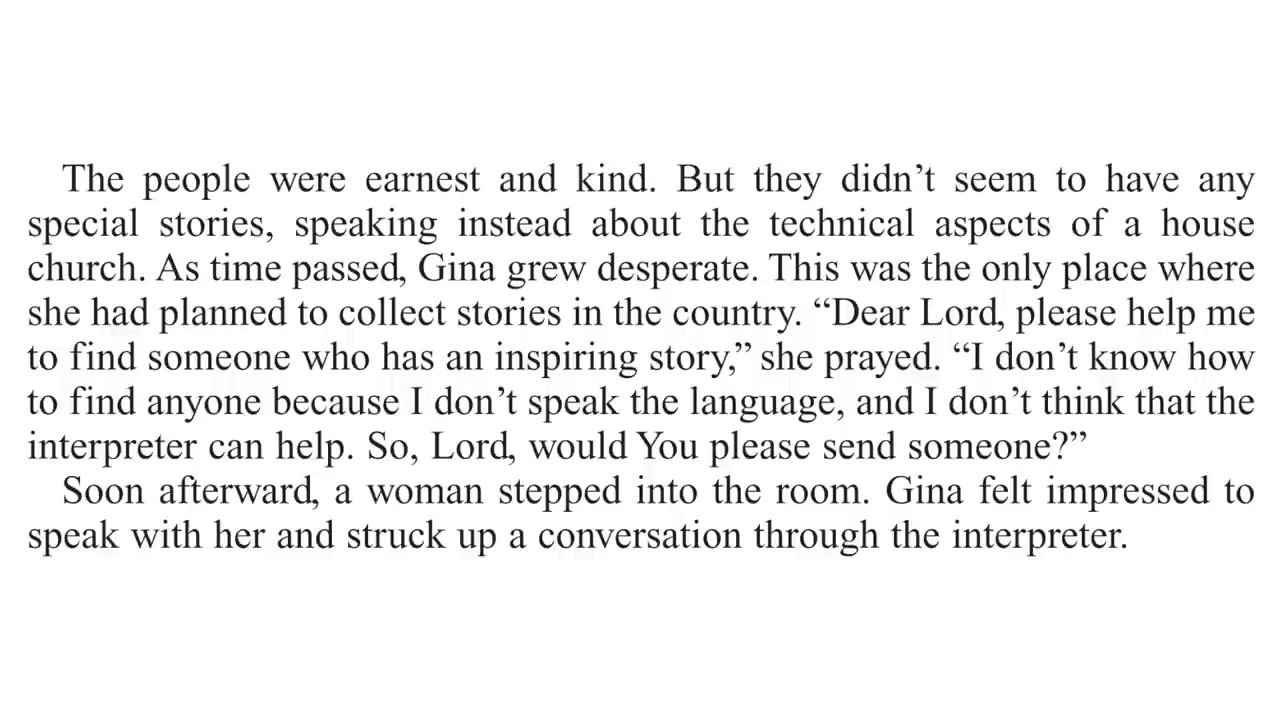 The people were earnest and kind. But they didn’t seem to have any
special stories, speaking instead about the technical aspects of a house
church. As time passed, Gina grew desperate. This was the only place where
she had planned to collect stories in the country. “Dear Lord, please help me
to find someone who has an inspiring story,” she prayed. “I don’t know how
to find anyone because I don’t speak the language, and I don’t think that the
interpreter can help. So, Lord, would You please send someone?”
Soon afterward, a woman stepped into the room. Gina felt impressed to
speak with her and struck up a conversation through the interpreter.